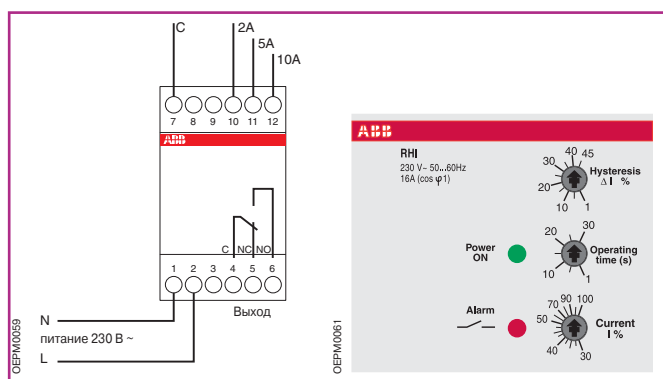 C
2A
5A
10A
7 8 9 10 11 12
ABB
C NC NO
1 2 3 4 5 6
Выход
N
питание 230 В ~
L
OEPM0059
ABB
RHI
230 V~ 50...60Hz
16A (cos φ 1)
40 45
30
20
10 1
Hysteresis
Δ I %
Power
ON
20 30
10 1
Operating
time (s)
Alarm
90 100
70
50
40 30
Current
I %
OEPM0061